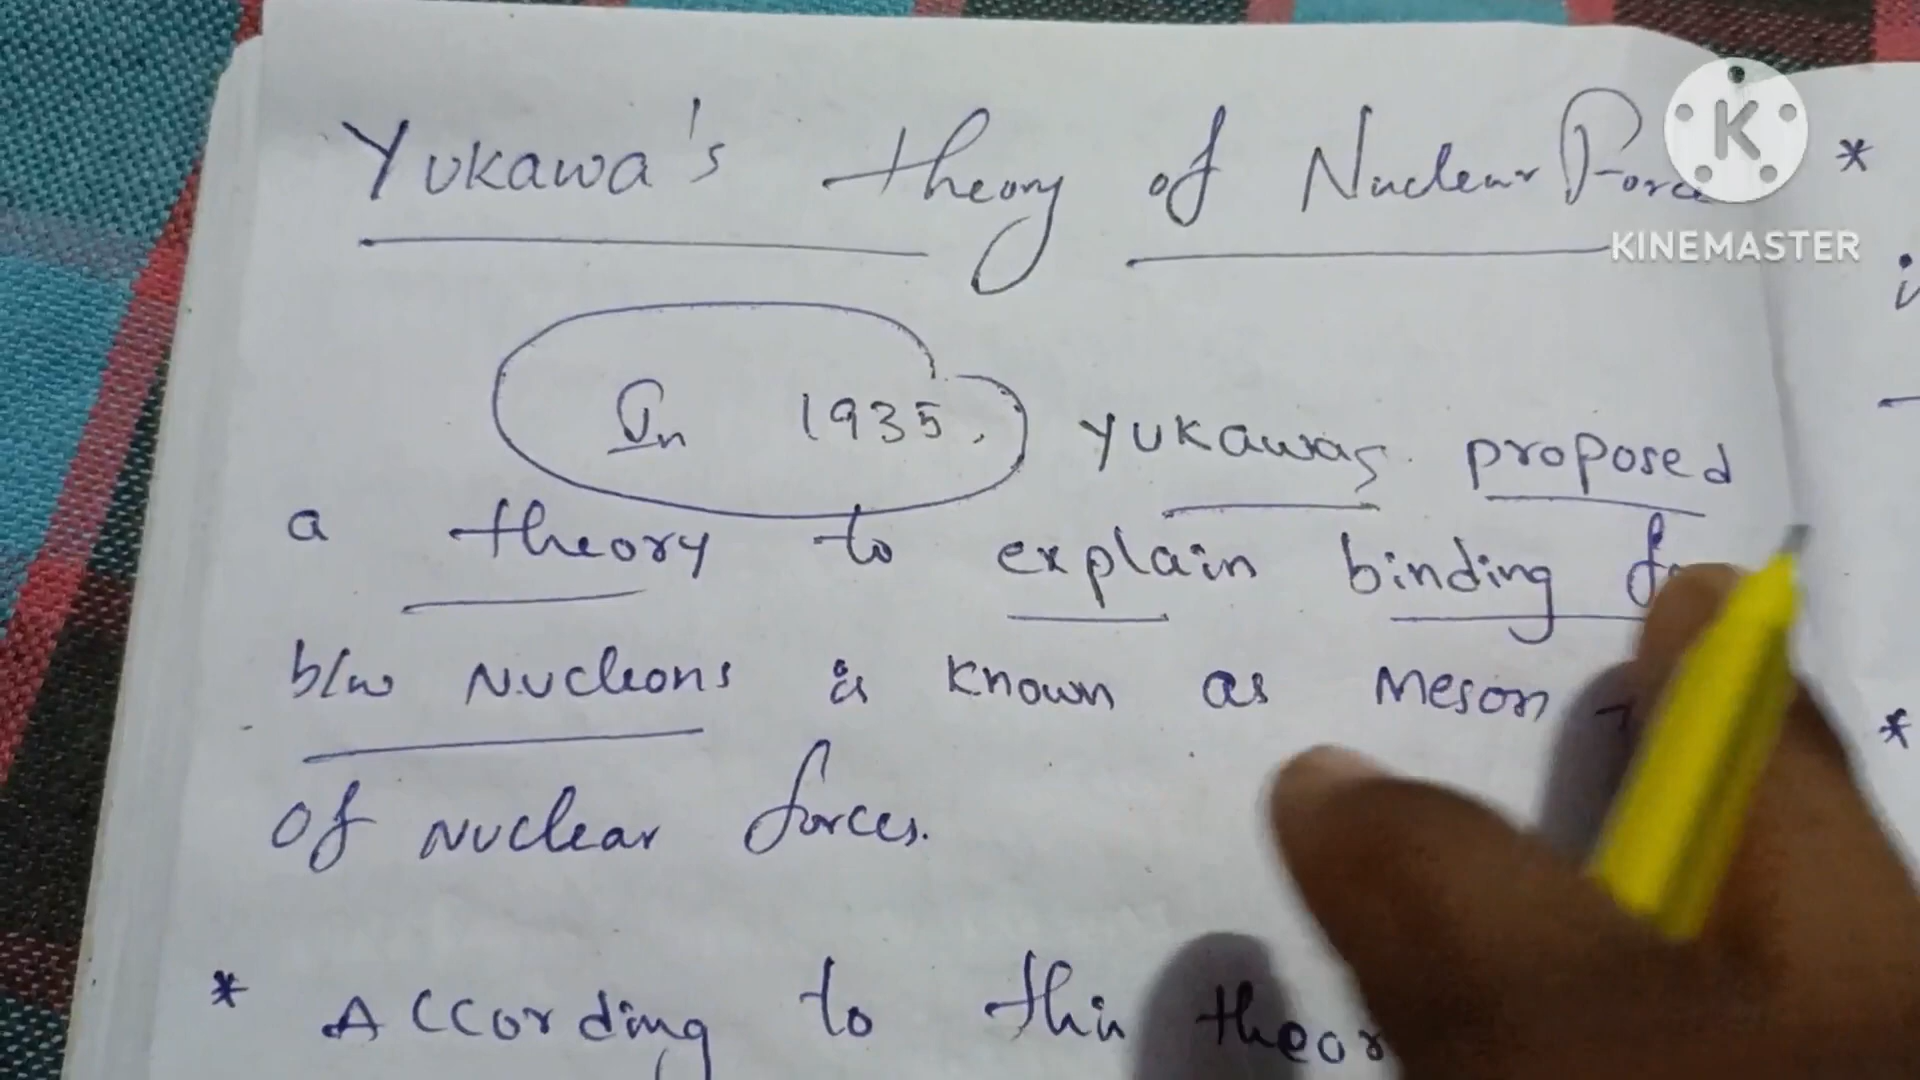 Yukawa's theory of Nuclear
K
KINEMASTER
In 1935, Yukawas proposed
a theory to explain binding
b/w Nucleons is known as Meson
of nuclear forces.
* According to this
*
*